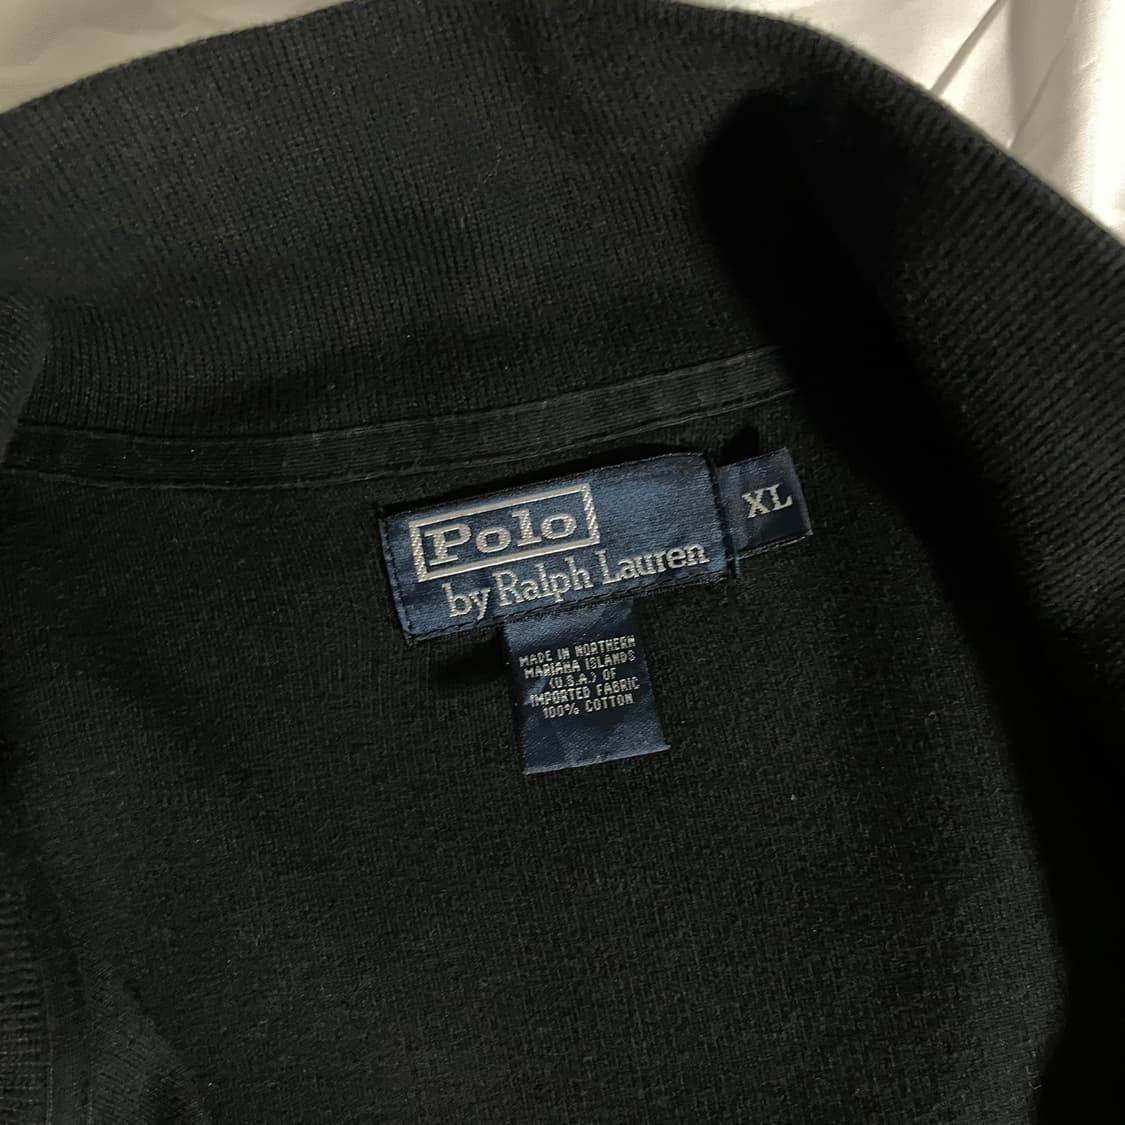 Polo
by Ralph Lauren
XL
MADE IN NORTHERN
MARIANA ISLANDS
(U.S.A.) OF
IMPORTED FABRIC
100% COTTON